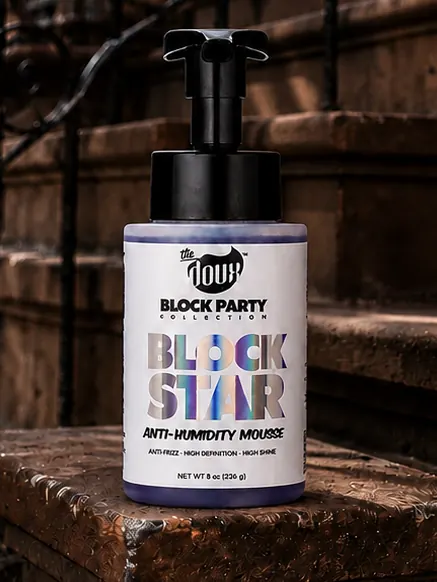 the doux™
BLOCK PARTY
COLLECTION
BLOCK
STAR
ANTI-HUMIDITY MOUSSE
ANTI-FRIZZ · HIGH DEFINITION · HIGH SHINE
NET WT 8 oz (236 g)